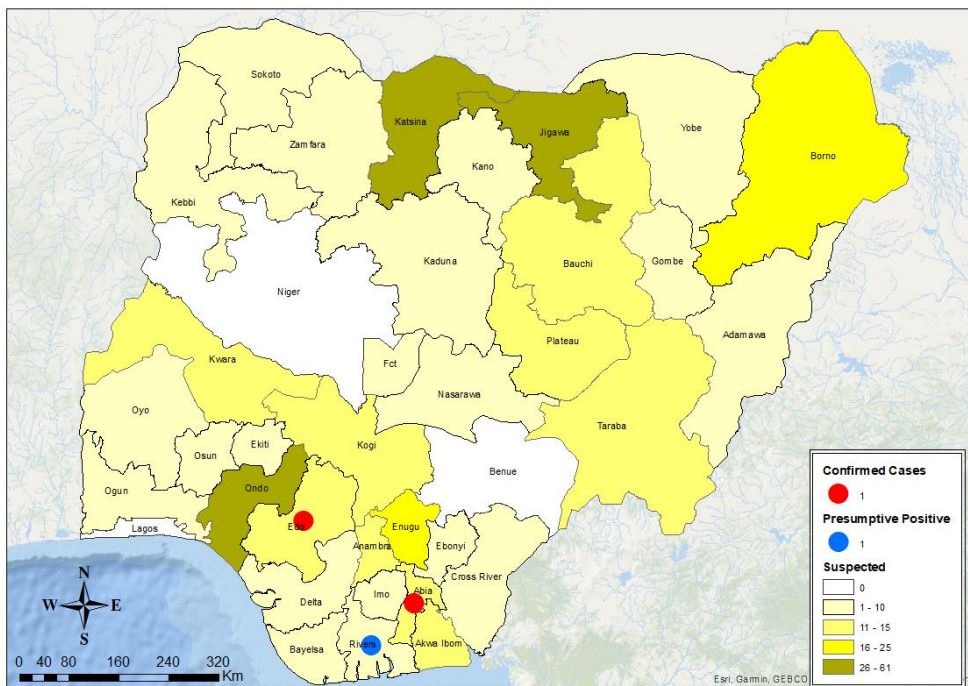 Sokoto
Katsina
Jigawa
Yobe
Borno
Zamfara
Kano
Kebbi
Kaduna
Bauchi
Gombe
Niger
Adamawa
Plateau
Kwara
Fct
Nasarawa
Oyo
Taraba
Kogi
Ekiti
Osun
Benue
Ondo
Ogun
Lagos
Edo
Enugu
Anambra
Ebonyi
Cross River
Abia
Imo
Delta
Rivers
Akwa Ibom
Bayelsa
N
W E
S
0 40 80 160 240 320
Km
Confirmed Cases
1
Presumptive Positive
1
Suspected
0
1 - 10
11 - 15
16 - 25
26 - 61
Esri, Garmin, GEBCO